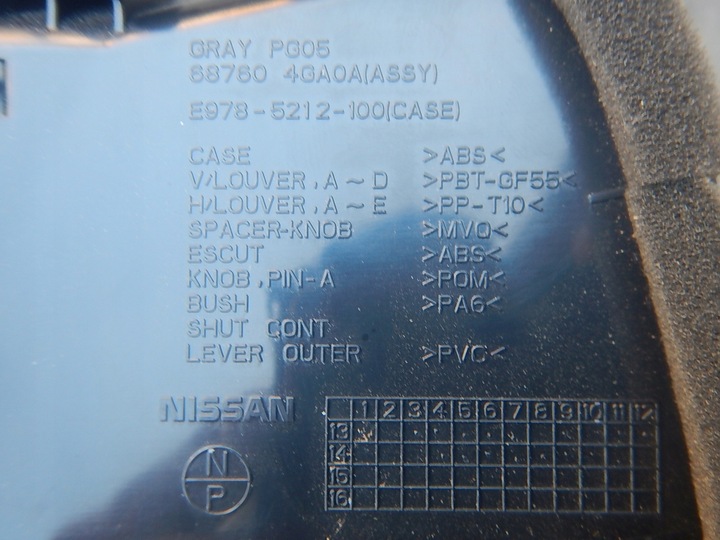 GRAY PG05
68760 4GA0A(ASSY)
E978-5212-100(CASE)
CASE >ABS<
V/LOUVER,A~D >PBT-GF55<
H/LOUVER,A~E >PP-T10<
SPACER-KNOB >MVQ<
ESCUT >ABS<
KNOB,PIN-A >POM<
BUSH >PA6<
SHUT CONT
LEVER OUTER >PVC<
NISSAN
1 2 3 4 5 6 7 8 9 10 11 12
13
14
15
16
N
P